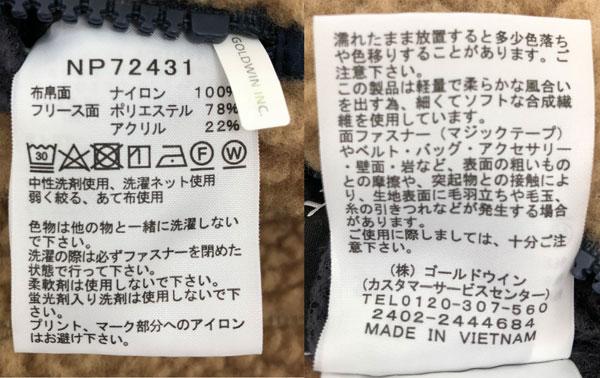 NP72431
GOLDWIN INC.
布帛面 ナイロン 100%
フリース面 ポリエステル 78%
アクリル 22%
30
中性洗剤使用、洗濯ネット使用
弱く絞る、あて布使用
色物は他の物と一緒に洗濯しない
で下さい。
洗濯の際は必ずファスナーを閉めた
状態で行って下さい。
柔軟剤は使用しないで下さい。
蛍光剤入り洗剤は使用しないで下さ
い。
プリント、マーク部分へのアイロン
はお避け下さい。
濡れたまま放置すると多少色落ち
や色移りすることがあります。ご
注意下さい。
この製品は軽量で柔らかな風合い
を出す為、細くてソフトな合成繊
維を使用しています。
面ファスナー(マジックテープ)
やベルト・バッグ・アクセサリー
・壁面・岩など、表面の粗いもの
との摩擦や、突起物との接触によ
り、生地表面に毛羽立ちや毛玉、
糸の引きつれなどが発生する場合
があります。
ご使用に際しましては、十分ご注
意下さい。
(株)ゴールドウイン
(カスタマーサービスセンター)
TEL0120-307-560
2402-2444684
MADE IN VIETNAM